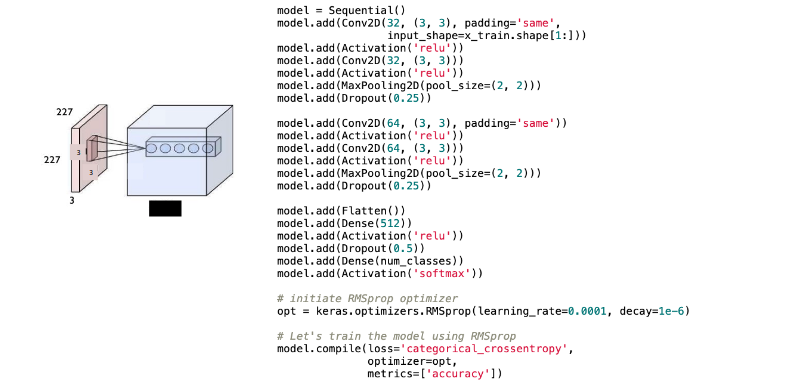 227
3
3
227
3
model = Sequential()
model.add(Conv2D(32, (3, 3), padding='same',
input_shape=x_train.shape[1:]))
model.add(Activation('relu'))
model.add(Conv2D(32, (3, 3)))
model.add(Activation('relu'))
model.add(MaxPooling2D(pool_size=(2, 2)))
model.add(Dropout(0.25))
model.add(Conv2D(64, (3, 3), padding='same'))
model.add(Activation('relu'))
model.add(Conv2D(64, (3, 3)))
model.add(Activation('relu'))
model.add(MaxPooling2D(pool_size=(2, 2)))
model.add(Dropout(0.25))
model.add(Flatten())
model.add(Dense(512))
model.add(Activation('relu'))
model.add(Dropout(0.5))
model.add(Dense(num_classes))
model.add(Activation('softmax'))
# initiate RMSprop optimizer
opt = keras.optimizers.RMSprop(learning_rate=0.0001, decay=1e-6)
# Let's train the model using RMSprop
model.compile(loss='categorical_crossentropy',
optimizer=opt,
metrics=['accuracy'])